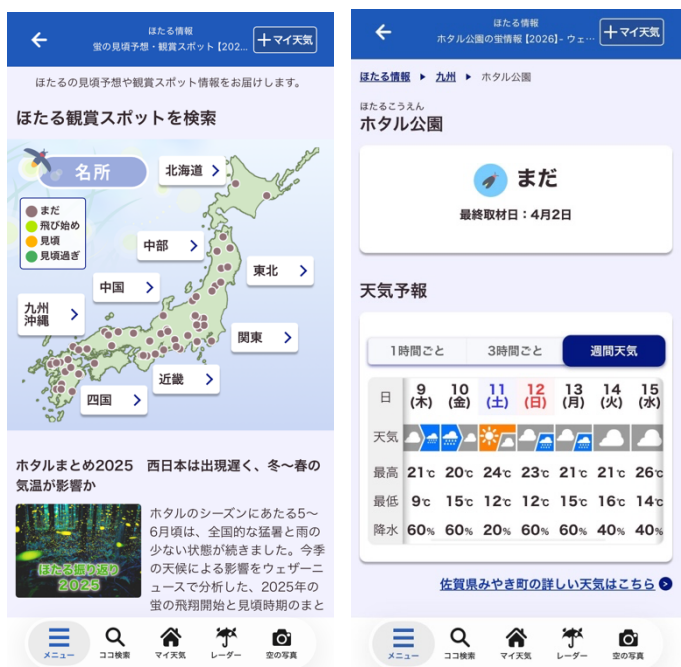 ほたる情報
蛍の見頃予想・観賞スポット【202...
＋マイ天気
ほたるの見頃予想や観賞スポット情報をお届けします。
ほたる観賞スポットを検索
名所
まだ
飛び始め
見頃
見頃過ぎ
北海道
中部
東北
中国
九州
沖縄
関東
近畿
四国
ホタルまとめ2025　西日本は出現遅く、冬〜春の
気温が影響か
ほたる振り返り
2025
ホタルのシーズンにあたる5〜
6月頃は、全国的な猛暑と雨の
少ない状態が続きました。今季
の天候による影響をウェザーニ
ュースで分析した、2025年の
蛍の飛翔開始と見頃時期のまと
メニュー ココ検索 マイ天気 レーダー 空の写真
ほたる情報
ホタル公園の蛍情報【2026】- ウェ…
＋マイ天気
ほたる情報 ▶ 九州 ▶ ホタル公園
ほたるこうえん
ホタル公園
まだ
最終取材日：4月2日
天気予報
1時間ごと 3時間ごと 週間天気
日 9 10 11 12 13 14 15
(木) (金) (土) (日) (月) (火) (水)
天気
最高 21℃ 20℃ 24℃ 23℃ 21℃ 21℃ 26℃
最低 9℃ 15℃ 12℃ 12℃ 15℃ 16℃ 14℃
降水 60% 60% 20% 60% 60% 40% 40%
佐賀県みやき町の詳しい天気はこちら
メニュー ココ検索 マイ天気 レーダー 空の写真